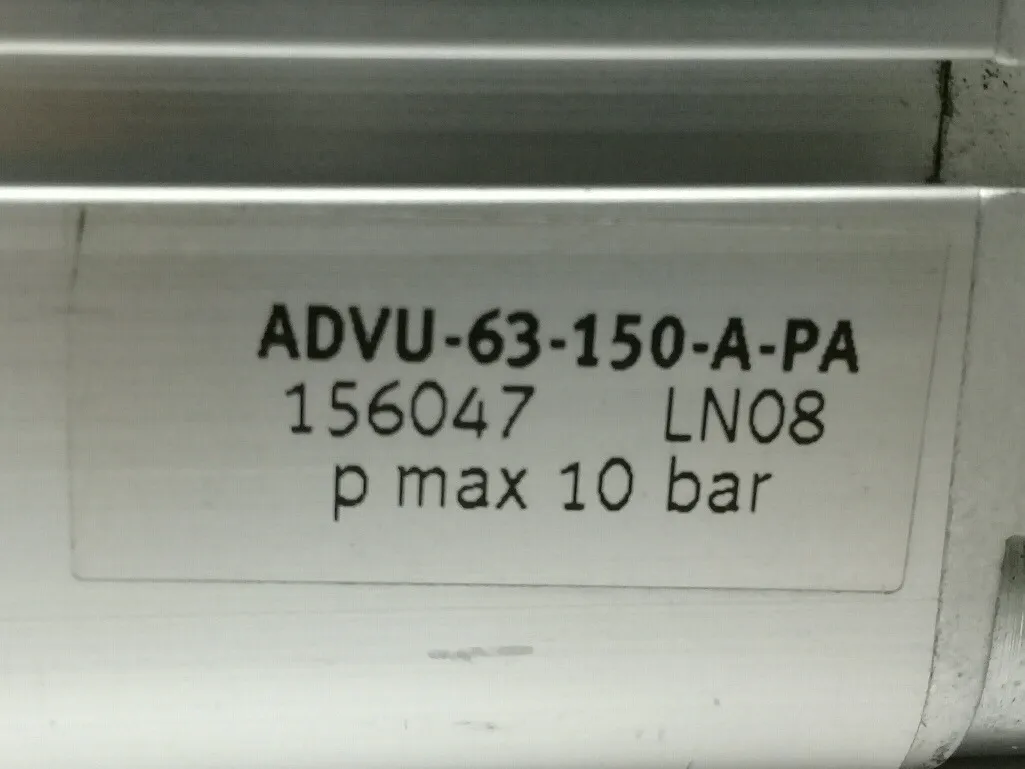 ADVU-63-150-A-PA
156047 LN08
p max 10 bar